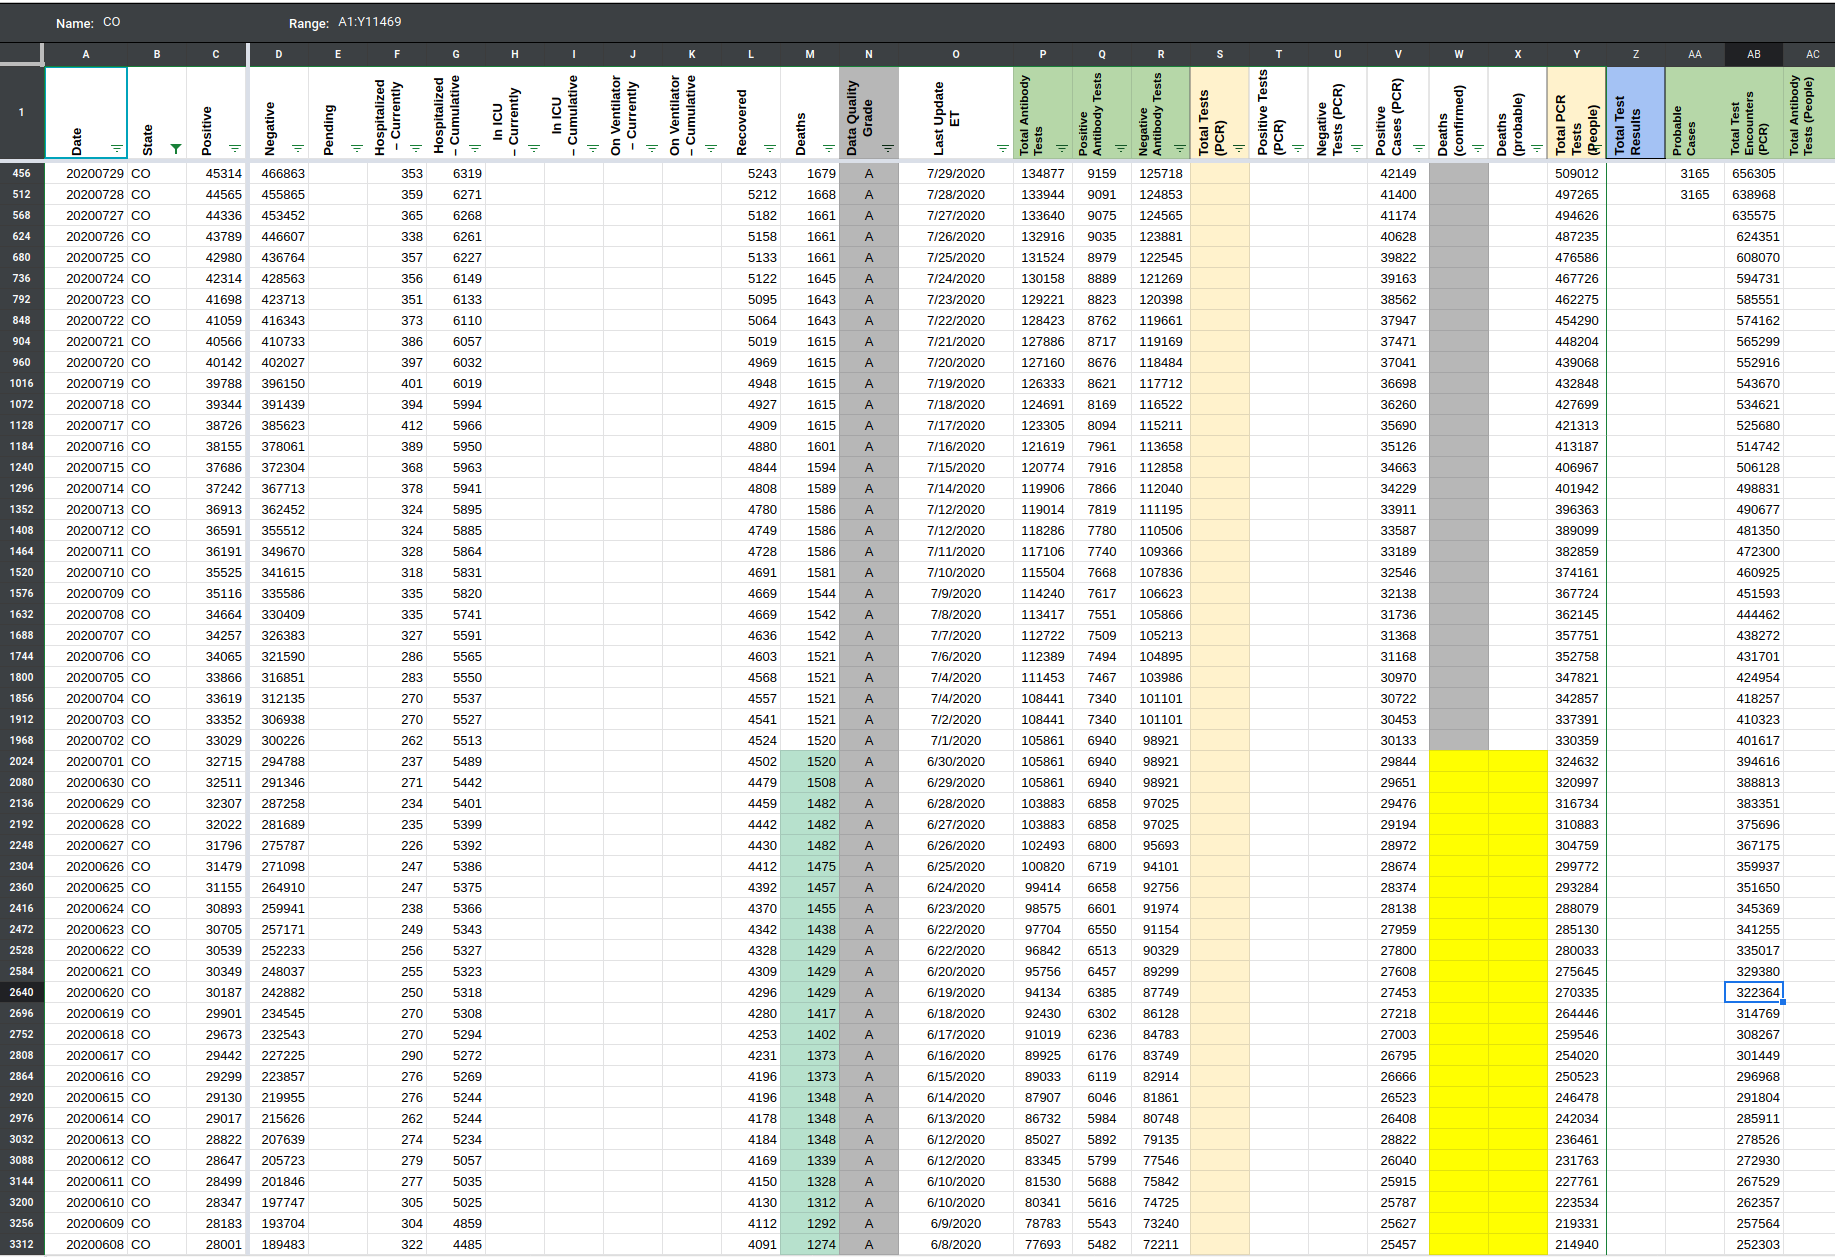 Name: CO Range: A1:Y11469
A B C D E F G H I J K L M N O P Q R S T U V W X Y Z AA AB AC
1 Date State Positive Negative Pending Hospitalized – Currently Hospitalized – Cumulative In ICU – Currently In ICU – Cumulative On Ventilator – Currently On Ventilator – Cumulative Recovered Deaths Data Quality Grade Last Update ET Total Antibody Tests Positive Antibody Tests Negative Antibody Tests Total Tests (PCR) Positive Tests (PCR) Negative Tests (PCR) Positive Cases (PCR) Deaths (confirmed) Deaths (probable) Total PCR Tests (People) Total Test Results Probable Cases Total Test Encounters (PCR) Total Antibody Tests (People)
456 20200729 CO 45314 466863 353 6319 5243 1679 A 7/29/2020 134877 9159 125718 42149 509012 3165 656305
512 20200728 CO 44565 455865 359 6271 5212 1668 A 7/28/2020 133944 9091 124853 41400 497265 3165 638968
568 20200727 CO 44336 453452 365 6268 5182 1661 A 7/27/2020 133640 9075 124565 41174 494626 635575
624 20200726 CO 43789 446607 338 6261 5158 1661 A 7/26/2020 132916 9035 123881 40628 487235 624351
680 20200725 CO 42980 436764 357 6227 5133 1661 A 7/25/2020 131524 8979 122545 39822 476586 608070
736 20200724 CO 42314 428563 356 6149 5122 1645 A 7/24/2020 130158 8889 121269 39163 467726 594731
792 20200723 CO 41698 423713 351 6133 5095 1643 A 7/23/2020 129221 8823 120398 38562 462275 585551
848 20200722 CO 41059 416343 373 6110 5064 1643 A 7/22/2020 128423 8762 119661 37947 454290 574162
904 20200721 CO 40566 410733 386 6057 5019 1615 A 7/21/2020 127886 8717 119169 37471 448204 565299
960 20200720 CO 40142 402027 397 6032 4969 1615 A 7/20/2020 127160 8676 118484 37041 439068 552916
1016 20200719 CO 39788 396150 401 6019 4948 1615 A 7/19/2020 126333 8621 117712 36698 432848 543670
1072 20200718 CO 39344 391439 394 5994 4927 1615 A 7/18/2020 124691 8169 116522 36260 427699 534621
1128 20200717 CO 38726 385623 412 5966 4909 1615 A 7/17/2020 123305 8094 115211 35690 421313 525680
1184 20200716 CO 38155 378061 389 5950 4880 1601 A 7/16/2020 121619 7961 113658 35126 413187 514742
1240 20200715 CO 37686 372304 368 5963 4844 1594 A 7/15/2020 120774 7916 112858 34663 406967 506128
1296 20200714 CO 37242 367713 378 5941 4808 1589 A 7/14/2020 119906 7866 112040 34229 401942 498831
1352 20200713 CO 36913 362452 324 5895 4780 1586 A 7/12/2020 119014 7819 111195 33911 396363 490677
1408 20200712 CO 36591 355512 324 5885 4749 1586 A 7/12/2020 118286 7780 110506 33587 389099 481350
1464 20200711 CO 36191 349670 328 5864 4728 1586 A 7/11/2020 117106 7740 109366 33189 382859 472300
1520 20200710 CO 35525 341615 318 5831 4691 1581 A 7/10/2020 115504 7668 107836 32546 374161 460925
1576 20200709 CO 35116 335586 335 5820 4669 1544 A 7/9/2020 114240 7617 106623 32138 367724 451593
1632 20200708 CO 34664 330409 335 5741 4669 1542 A 7/8/2020 113417 7551 105866 31736 362145 444462
1688 20200707 CO 34257 326383 327 5591 4636 1542 A 7/7/2020 112722 7509 105213 31368 357751 438272
1744 20200706 CO 34065 321590 286 5565 4603 1521 A 7/6/2020 112389 7494 104895 31168 352758 431701
1800 20200705 CO 33866 316851 283 5550 4568 1521 A 7/4/2020 111453 7467 103986 30970 347821 424954
1856 20200704 CO 33619 312135 270 5537 4557 1521 A 7/4/2020 108441 7340 101101 30722 342857 418257
1912 20200703 CO 33352 306938 270 5527 4541 1521 A 7/2/2020 108441 7340 101101 30453 337391 410323
1968 20200702 CO 33029 300226 262 5513 4524 1520 A 7/1/2020 105861 6940 98921 30133 330359 401617
2024 20200701 CO 32715 294788 237 5489 4502 1520 A 6/30/2020 105861 6940 98921 29844 324632 394616
2080 20200630 CO 32511 291346 271 5442 4479 1508 A 6/29/2020 105861 6940 98921 29651 320997 388813
2136 20200629 CO 32307 287258 234 5401 4459 1482 A 6/28/2020 103883 6858 97025 29476 316734 383351
2192 20200628 CO 32022 281689 235 5399 4442 1482 A 6/27/2020 103883 6858 97025 29194 310883 375696
2248 20200627 CO 31796 275787 226 5392 4430 1482 A 6/26/2020 102493 6800 95693 28972 304759 367175
2304 20200626 CO 31479 271098 247 5386 4412 1475 A 6/25/2020 100820 6719 94101 28674 299772 359937
2360 20200625 CO 31155 264910 247 5375 4392 1457 A 6/24/2020 99414 6658 92756 28374 293284 351650
2416 20200624 CO 30893 259941 238 5366 4370 1455 A 6/23/2020 98575 6601 91974 28138 288079 345369
2472 20200623 CO 30705 257171 249 5343 4342 1438 A 6/22/2020 97704 6550 91154 27959 285130 341255
2528 20200622 CO 30539 252233 256 5327 4328 1429 A 6/22/2020 96842 6513 90329 27800 280033 335017
2584 20200621 CO 30349 248037 255 5323 4309 1429 A 6/20/2020 95756 6457 89299 27608 275645 329380
2640 20200620 CO 30187 242882 250 5318 4296 1429 A 6/19/2020 94134 6385 87749 27453 270335 322364
2696 20200619 CO 29901 234545 270 5308 4280 1417 A 6/18/2020 92430 6302 86128 27218 264446 314769
2752 20200618 CO 29673 232543 270 5294 4253 1402 A 6/17/2020 91019 6236 84783 27003 259546 308267
2808 20200617 CO 29442 227225 290 5272 4231 1373 A 6/16/2020 89925 6176 83749 26795 254020 301449
2864 20200616 CO 29299 223857 276 5269 4196 1373 A 6/15/2020 89033 6119 82914 26666 250523 296968
2920 20200615 CO 29130 219955 276 5244 4196 1348 A 6/14/2020 87907 6046 81861 26523 246478 291804
2976 20200614 CO 29017 215626 262 5244 4178 1348 A 6/13/2020 86732 5984 80748 26408 242034 285911
3032 20200613 CO 28822 207639 274 5234 4184 1348 A 6/12/2020 85027 5892 79135 28822 236461 278526
3088 20200612 CO 28647 205723 279 5057 4169 1339 A 6/12/2020 83345 5799 77546 26040 231763 272930
3144 20200611 CO 28499 201846 277 5035 4150 1328 A 6/10/2020 81530 5688 75842 25915 227761 267529
3200 20200610 CO 28347 197747 305 5025 4130 1312 A 6/10/2020 80341 5616 74725 25787 223534 262357
3256 20200609 CO 28183 193704 304 4859 4112 1292 A 6/9/2020 78783 5543 73240 25627 219331 257564
3312 20200608 CO 28001 189483 322 4485 4091 1274 A 6/8/2020 77693 5482 72211 25457 214940 252303